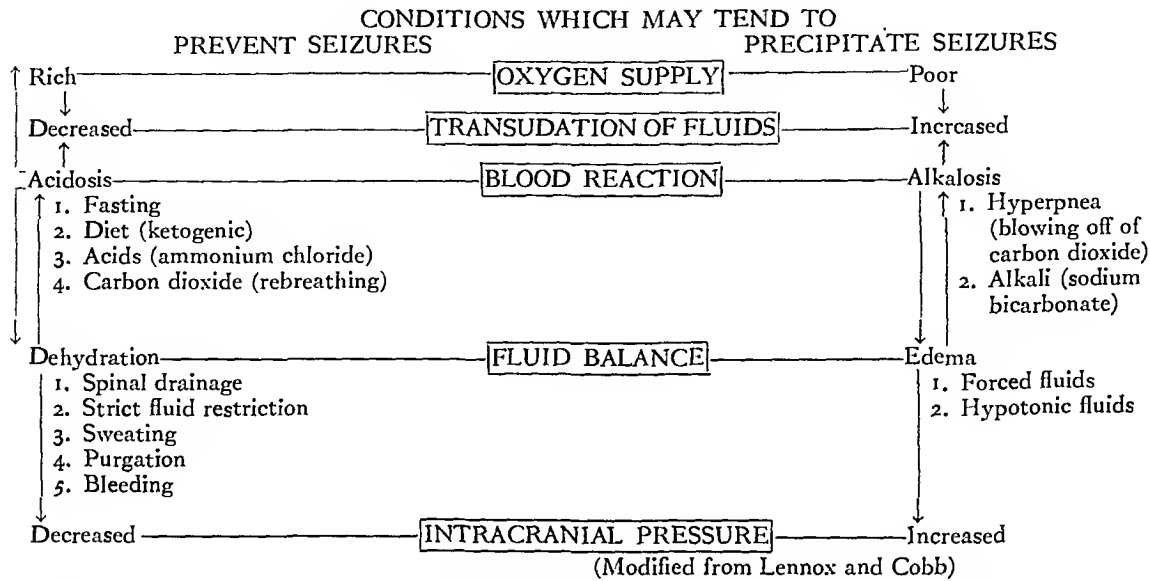 CONDITIONS WHICH MAY TEND TO
PREVENT SEIZURES PRECIPITATE SEIZURES
Rich OXYGEN SUPPLY Poor
Decreased TRANSUDATION OF FLUIDS Increased
Acidosis BLOOD REACTION Alkalosis
1. Fasting
2. Diet (ketogenic)
3. Acids (ammonium chloride)
4. Carbon dioxide (rebreathing)
1. Hyperpnea
(blowing off of
carbon dioxide)
2. Alkali (sodium
bicarbonate)
Dehydration FLUID BALANCE Edema
1. Spinal drainage
2. Strict fluid restriction
3. Sweating
4. Purgation
5. Bleeding
1. Forced fluids
2. Hypotonic fluids
Decreased INTRACRANIAL PRESSURE Increased
(Modified from Lennox and Cobb)